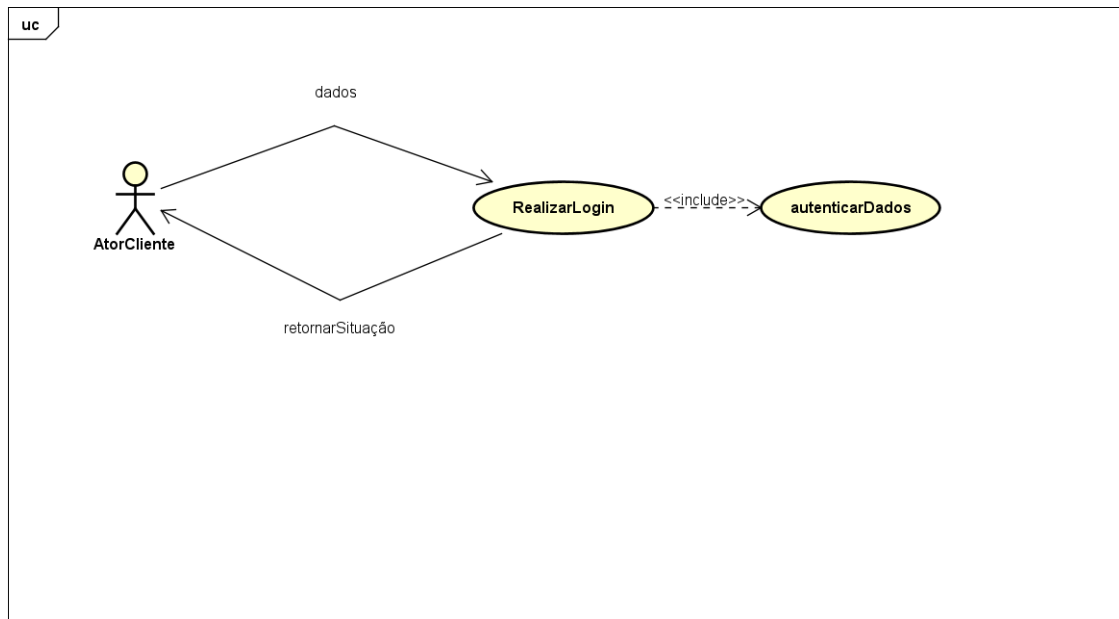 uc
dados
AtorCliente
RealizarLogin
<<include>>
autenticarDados
retornarSituação